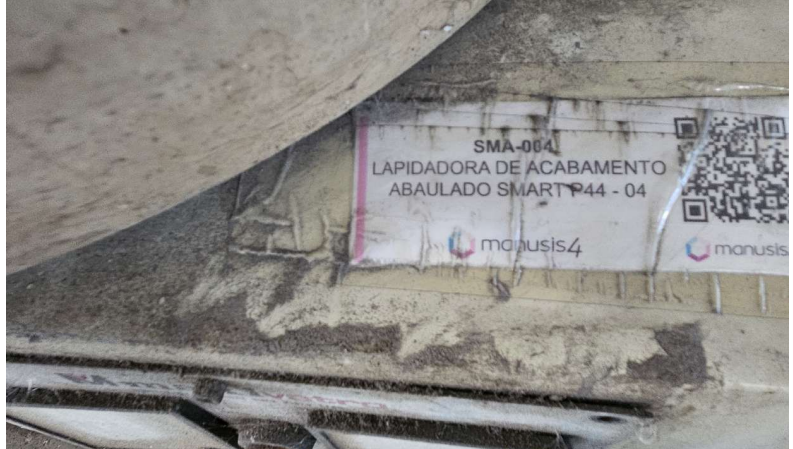 SMA-004
LAPIDADORA DE ACABAMENTO
ABAULADO SMART P44 - 04
manusis4
manusis